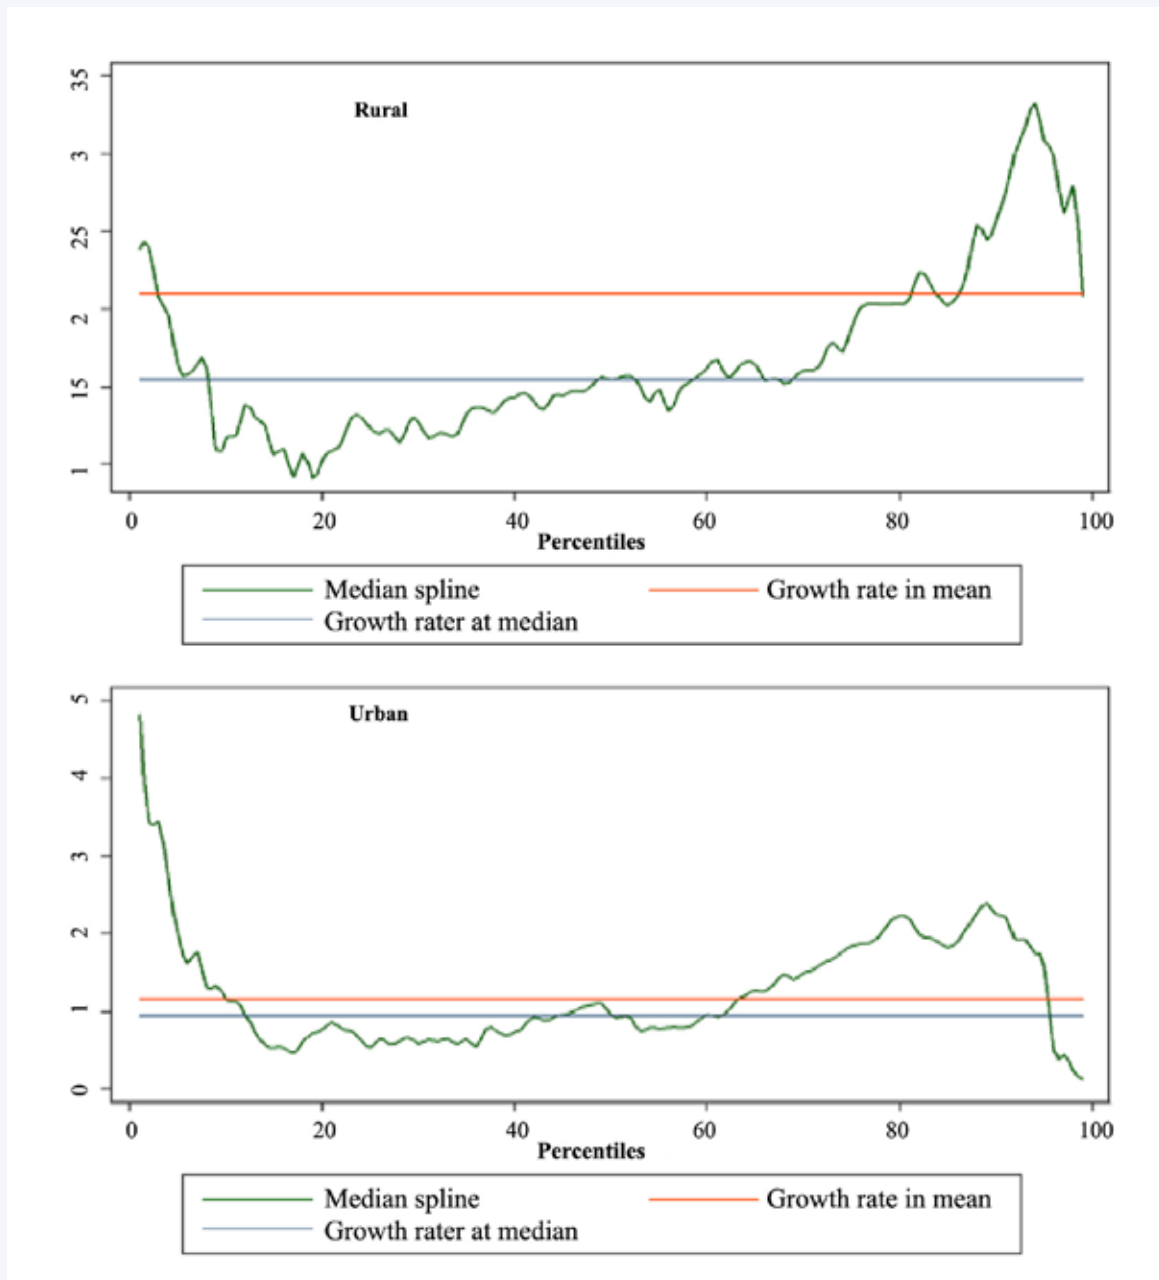 35
Rural
3
25
2
15
1
0 20 40 60 80 100
Percentiles
Median spline Growth rate in mean
Growth rater at median
5
Urban
4
3
2
1
0
0 20 40 60 80 100
Percentiles
Median spline Growth rate in mean
Growth rater at median